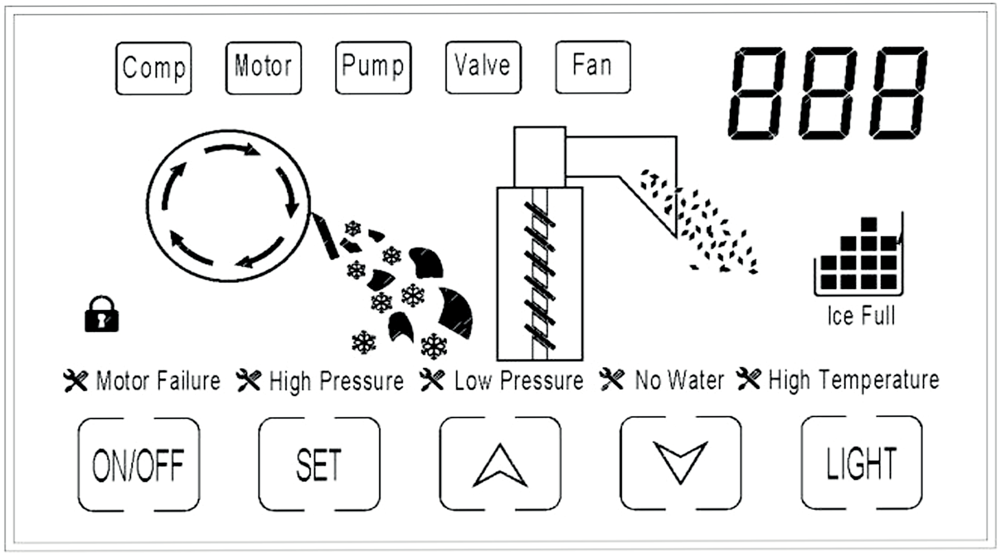 Comp Motor Pump Valve Fan
888
Ice Full
Motor Failure High Pressure Low Pressure No Water High Temperature
ON/OFF SET LIGHT